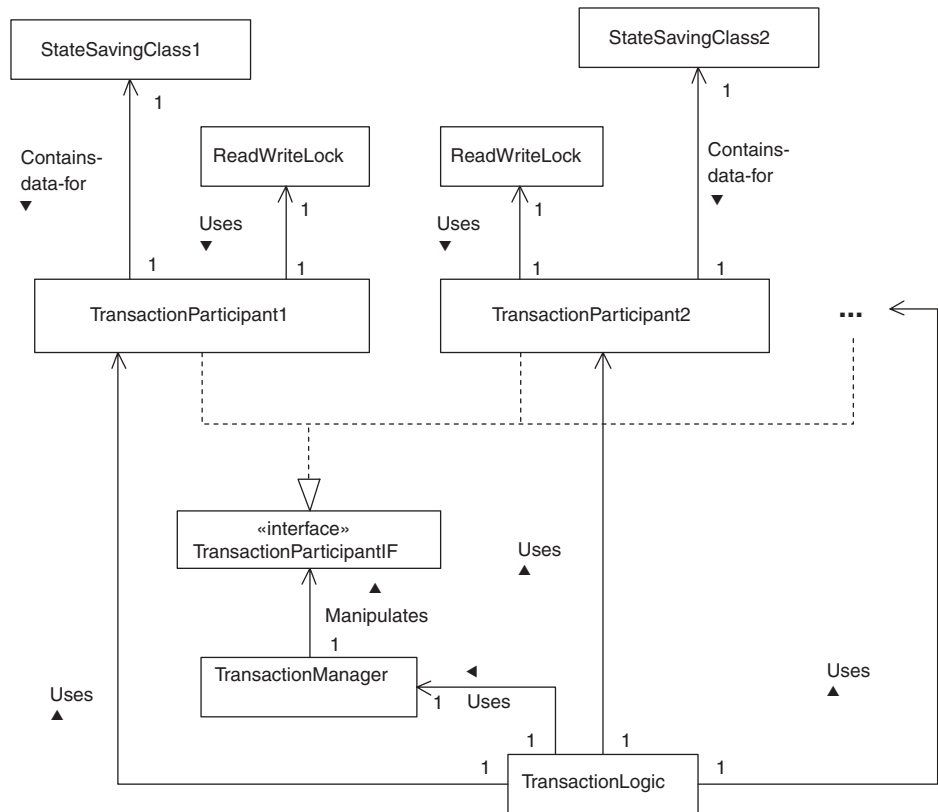 StateSavingClass1
StateSavingClass2
1
1
Contains-
data-for
ReadWriteLock
ReadWriteLock
Contains-
data-for
1
1
Uses
Uses
1
1
1
1
TransactionParticipant1
TransactionParticipant2
...
«interface»
TransactionParticipantIF
Uses
Manipulates
1
TransactionManager
Uses
1
Uses
Uses
1
1
1
1
TransactionLogic